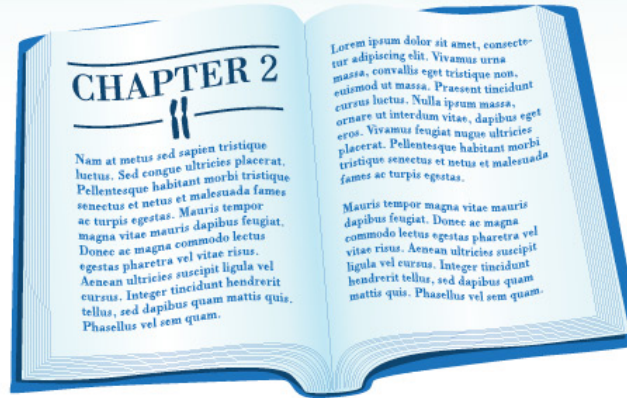 CHAPTER 2
Nam at metus sed sapien tristique
luctus. Sed congue ultricies placerat.
Pellentesque habitant morbi tristique
senectus et netus et malesuada fames
ac turpis egestas. Mauris tempor
magna vitae mauris dapibus feugiat.
Donec ac magna commodo lectus
egestas pharetra vel vitae risus.
Aenean ultricies suscipit ligula vel
cursus. Integer tincidunt hendrerit
tellus, sed dapibus quam mattis quis.
Phasellus vel sem quam.
Lorem ipsum dolor sit amet, consecte-
tur adipiscing elit. Vivamus urna
massa, convallis eget tristique non,
euismod ut massa. Praesent tincidunt
cursus luctus. Nulla ipsum massa,
ornare ut interdum vitae, dapibus eget
eros. Vivamus feugiat nugue ultricies
placerat. Pellentesque habitant morbi
tristique senectus et netus et malesuada
fames ac turpis egestas.
Mauris tempor magna vitae mauris
dapibus feugiat. Donec ac magna
commodo lectus egestas pharetra vel
vitae risus. Aenean ultricies suscipit
ligula vel cursus. Integer tincidunt
hendrerit tellus, sed dapibus quam
mattis quis. Phasellus vel sem quam.